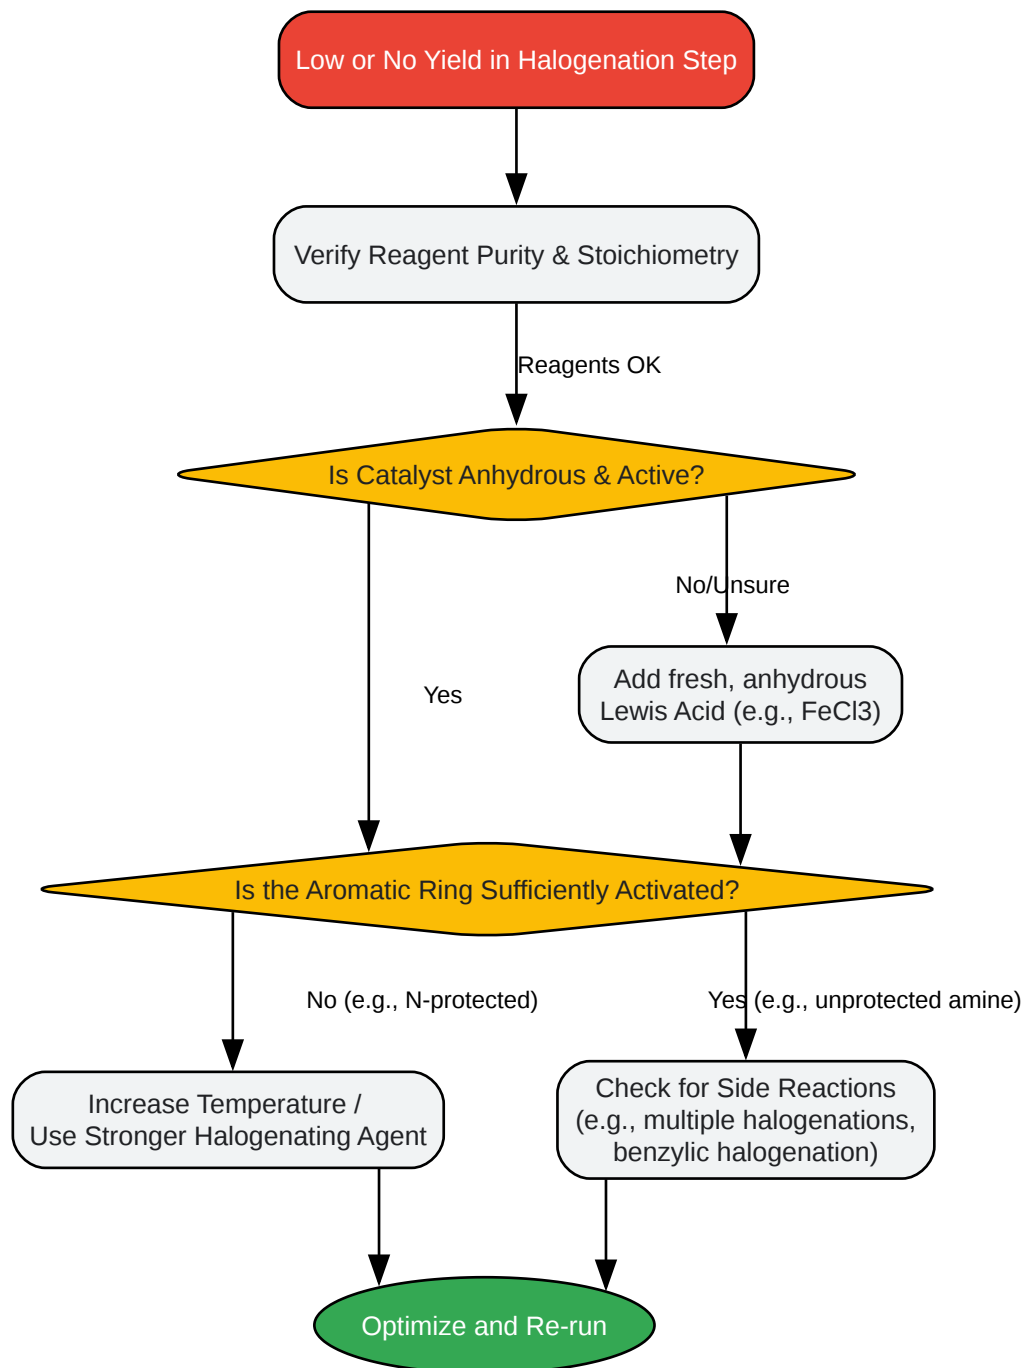 Low or No Yield in Halogenation Step
Verify Reagent Purity & Stoichiometry
Reagents OK
Is Catalyst Anhydrous & Active?
No/Unsure
Add fresh, anhydrous
Lewis Acid (e.g., FeCl3)
Yes
Is the Aromatic Ring Sufficiently Activated?
No (e.g., N-protected)
Yes (e.g., unprotected amine)
Increase Temperature /
Use Stronger Halogenating Agent
Check for Side Reactions
(e.g., multiple halogenations,
benzylic halogenation)
Optimize and Re-run